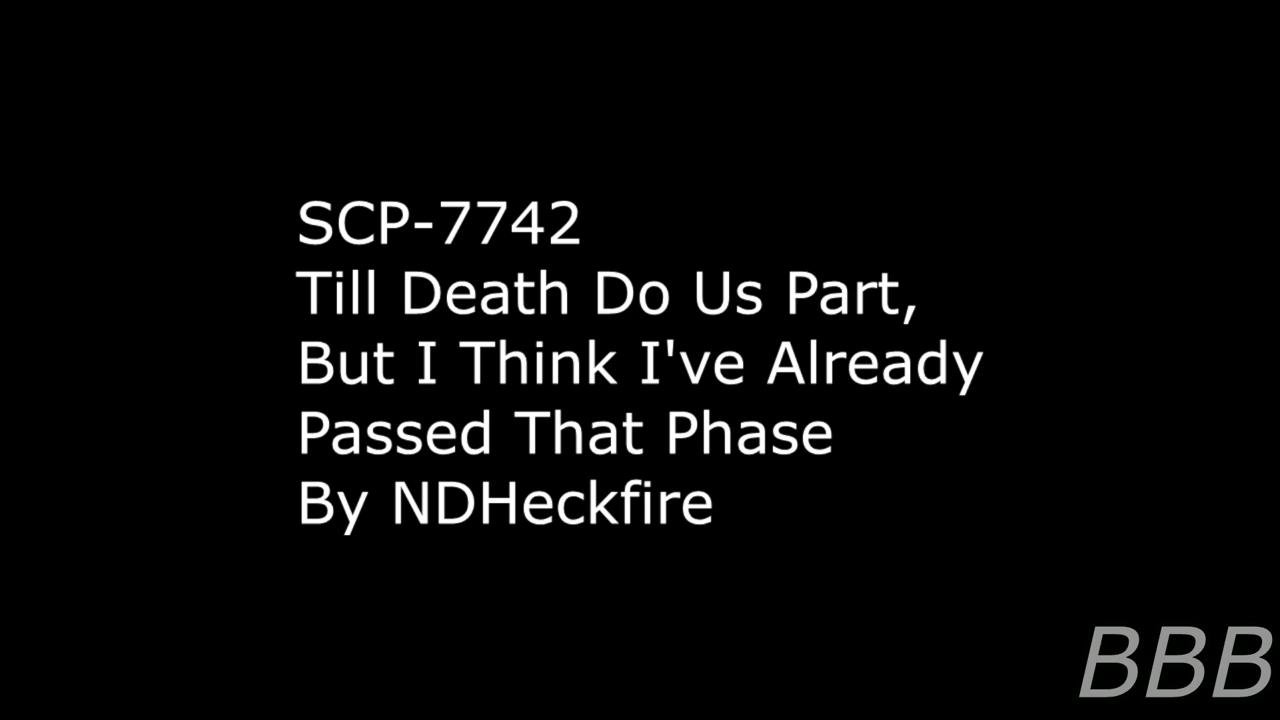 SCP-7742
Till Death Do Us Part,
But I Think I've Already
Passed That Phase
By NDHeckfire
BBB